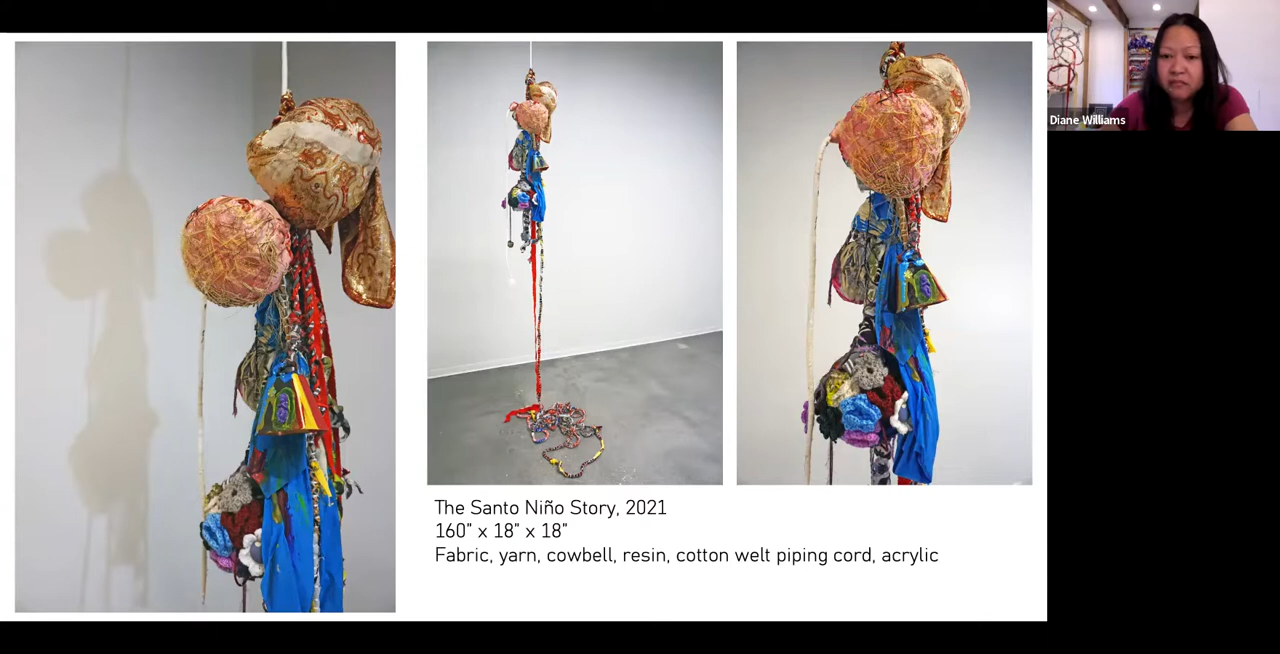 Diane Williams
The Santo Niño Story, 2021
160" x 18" x 18"
Fabric, yarn, cowbell, resin, cotton welt piping cord, acrylic